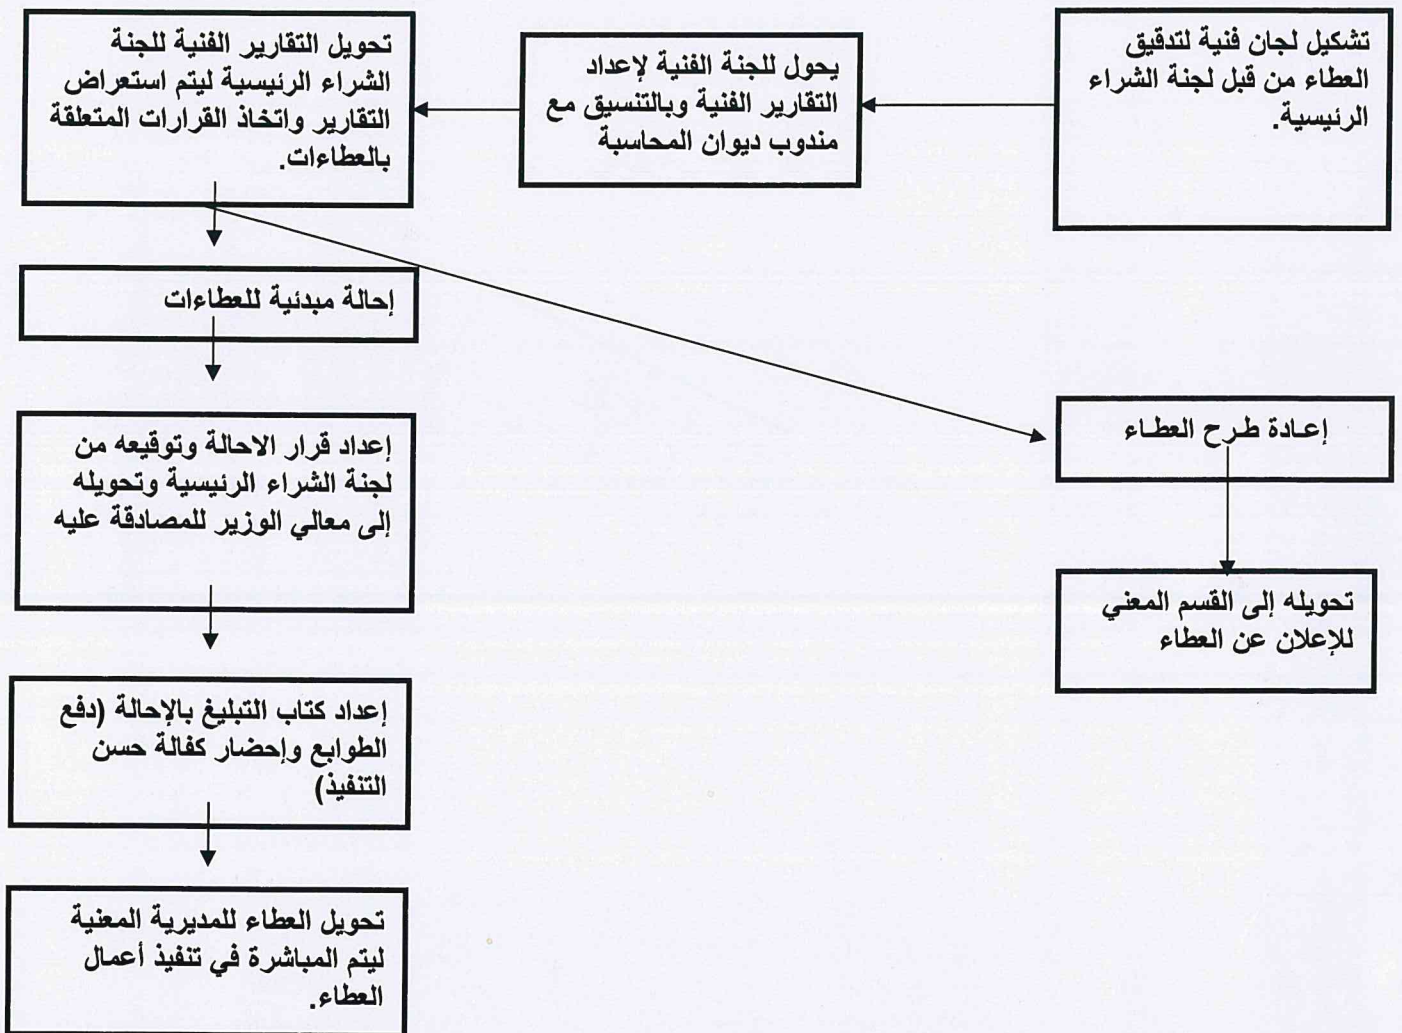 تشكيل لجان فنية لتدقيق
العطاء من قبل لجنة الشراء
الرئيسية.
يحول للجنة الفنية لإعداد
التقارير الفنية وبالتنسيق مع
مندوب ديوان المحاسبة
تحويل التقارير الفنية للجنة
الشراء الرئيسية ليتم استعراض
التقارير واتخاذ القرارات المتعلقة
بالعطاءات.
إحالة مبدئية للعطاءات
إعداد قرار الاحالة وتوقيعه من
لجنة الشراء الرئيسية وتحويله
إلى معالي الوزير للمصادقة عليه
إعداد كتاب التبليغ بالإحالة (دفع
الطوابع وإحضار كفالة حسن
التنفيذ)
تحويل العطاء للمديرية المعنية
ليتم المباشرة في تنفيذ أعمال
العطاء.
إعادة طرح العطاء
تحويله إلى القسم المعني
للإعلان عن العطاء